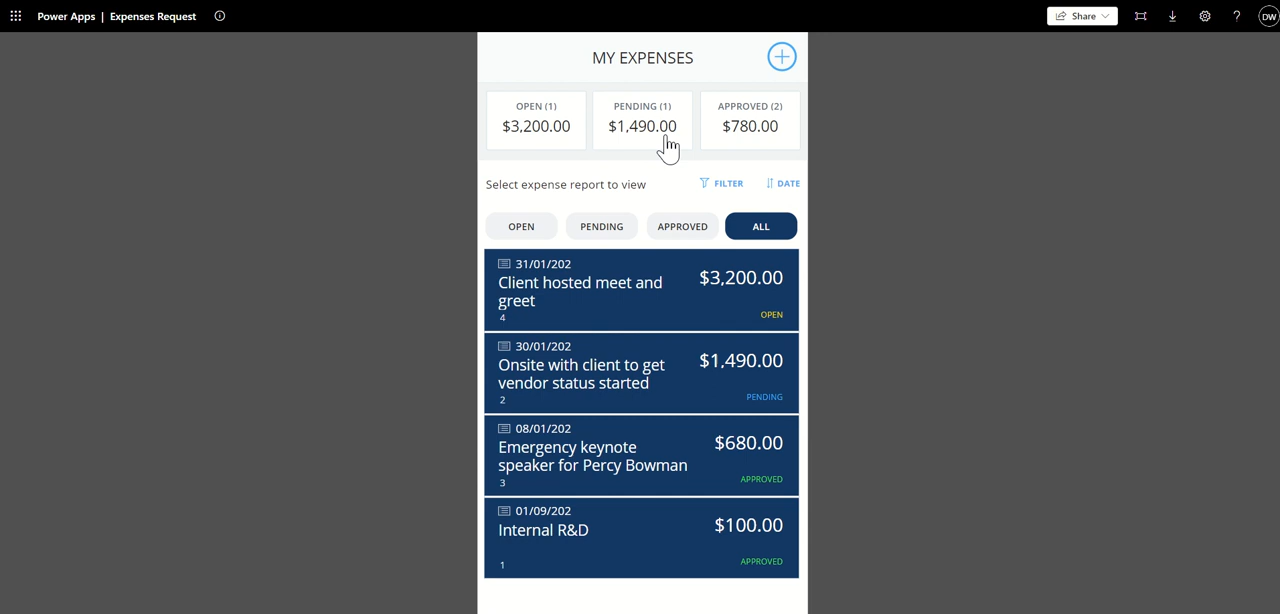 Power Apps | Expenses Request
Share
?
DW
MY EXPENSES
OPEN (1)
$3,200.00
PENDING (1)
$1,490.00
APPROVED (2)
$780.00
Select expense report to view
FILTER
DATE
OPEN
PENDING
APPROVED
ALL
31/01/202
Client hosted meet and
greet
4
$3,200.00
OPEN
30/01/202
Onsite with client to get
vendor status started
2
$1,490.00
PENDING
08/01/202
Emergency keynote
speaker for Percy Bowman
3
$680.00
APPROVED
01/09/202
Internal R&D
1
$100.00
APPROVED